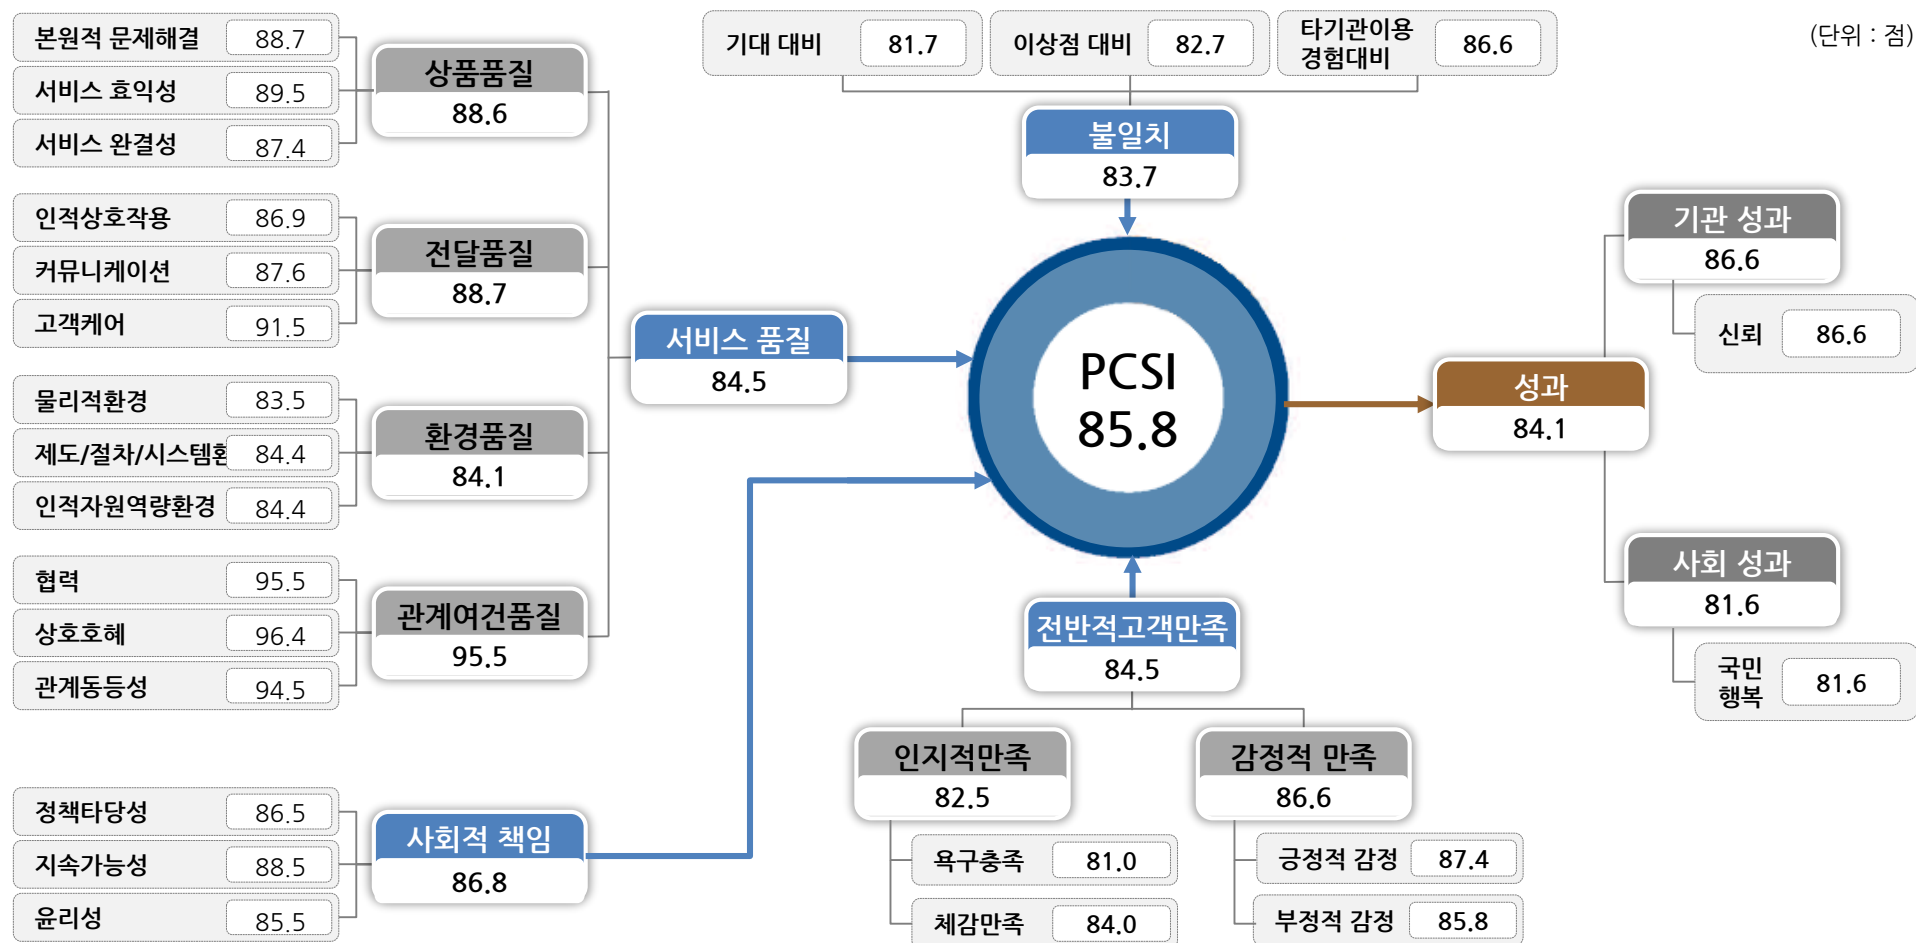 (단위 : 점)
본원적 문제해결 88.7
서비스 효익성 89.5
서비스 완결성 87.4
상품품질
88.6
인적상호작용 86.9
커뮤니케이션 87.6
고객케어 91.5
전달품질
88.7
물리적환경 83.5
제도/절차/시스템환 84.4
인적자원역량환경 84.4
환경품질
84.1
협력 95.5
상호호혜 96.4
관계동등성 94.5
관계여건품질
95.5
서비스 품질
84.5
정책타당성 86.5
지속가능성 88.5
윤리성 85.5
사회적 책임
86.8
기대 대비 81.7
이상점 대비 82.7
타기관이용
경험대비 86.6
불일치
83.7
PCSI
85.8
전반적고객만족
84.5
인지적만족
82.5
욕구충족 81.0
체감만족 84.0
감정적 만족
86.6
긍정적 감정 87.4
부정적 감정 85.8
성과
84.1
기관 성과
86.6
신뢰 86.6
사회 성과
81.6
국민
행복 81.6